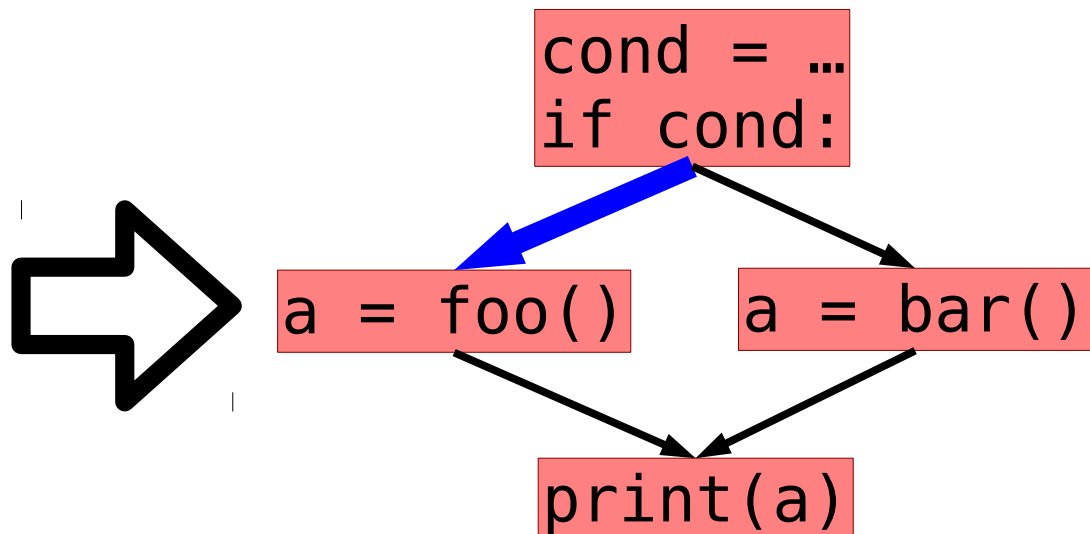 cond = …
if cond:
a = foo()
a = bar()
print(a)